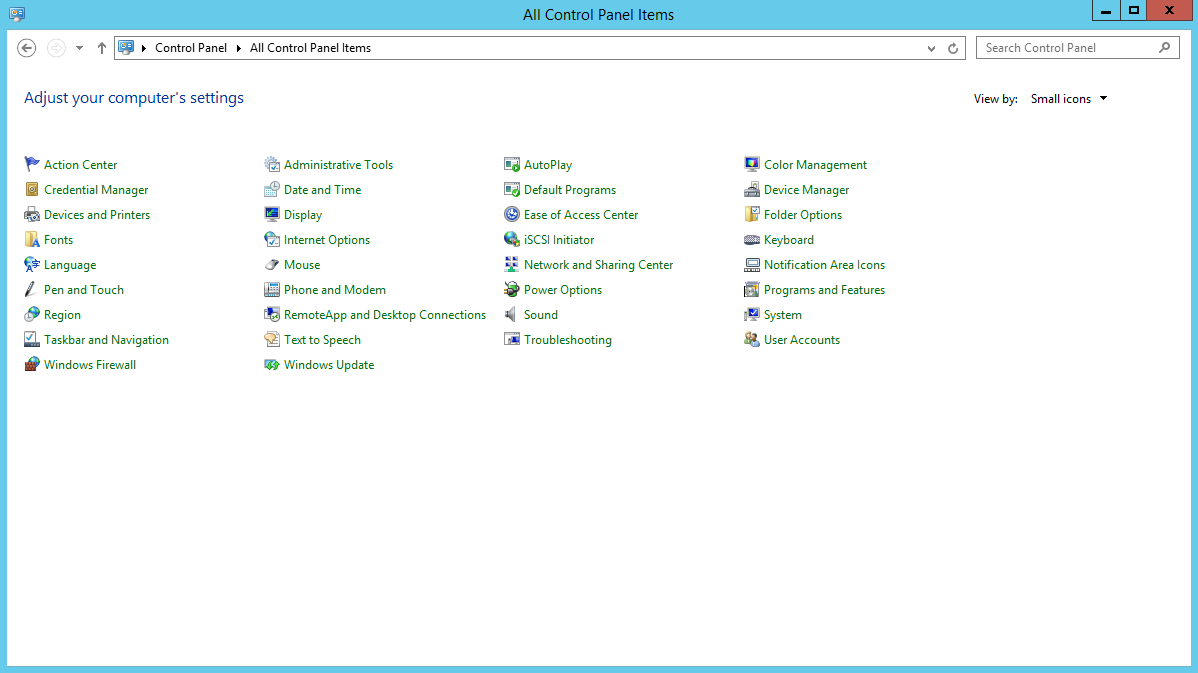 All Control Panel Items
Control Panel All Control Panel Items Search Control Panel
Adjust your computer's settings View by: Small icons
Action Center Administrative Tools AutoPlay Color Management
Credential Manager Date and Time Default Programs Device Manager
Devices and Printers Display Ease of Access Center Folder Options
Fonts Internet Options iSCSI Initiator Keyboard
Language Mouse Network and Sharing Center Notification Area Icons
Pen and Touch Phone and Modem Power Options Programs and Features
Region RemoteApp and Desktop Connections Sound System
Taskbar and Navigation Text to Speech Troubleshooting User Accounts
Windows Firewall Windows Update